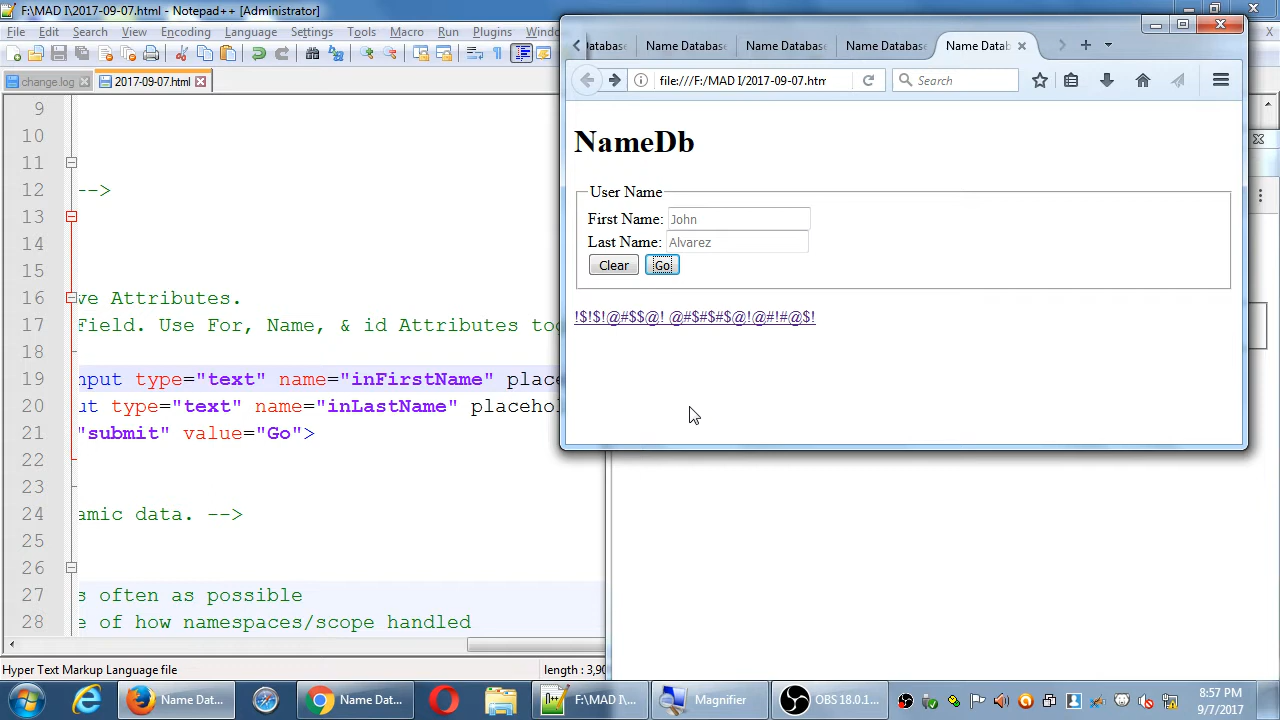 F:\MAD I\2017-09-07.html - Notepad++ [Administrator]
File Edit Search View Encoding Language Settings Tools Macro Run Plugins Windo
change.log 2017-09-07.html
9
10
11
12 -->
13
14
15
16 ve Attributes.
17 Field. Use For, Name, & id Attributes tog
18
19 nput type="text" name="inFirstName" place
20 ut type="text" name="inLastName" placehol
21 "submit" value="Go">
22
23
24 amic data. -->
25
26
27 s often as possible
28 e of how namespaces/scope handled
Hyper Text Markup Language file length : 3,90
atabase Name Databas Name Databas Name Databas Name Datab
file:///F:/MAD I/2017-09-07.htm Search
NameDb
User Name
First Name: John
Last Name: Alvarez
Clear Go
!$!$!@#$$@! @#$#$#$@!@#!#@$!
Name Dat... Name Dat... F:\MAD I\... Magnifier OBS 18.0.1... 8:57 PM
9/7/2017